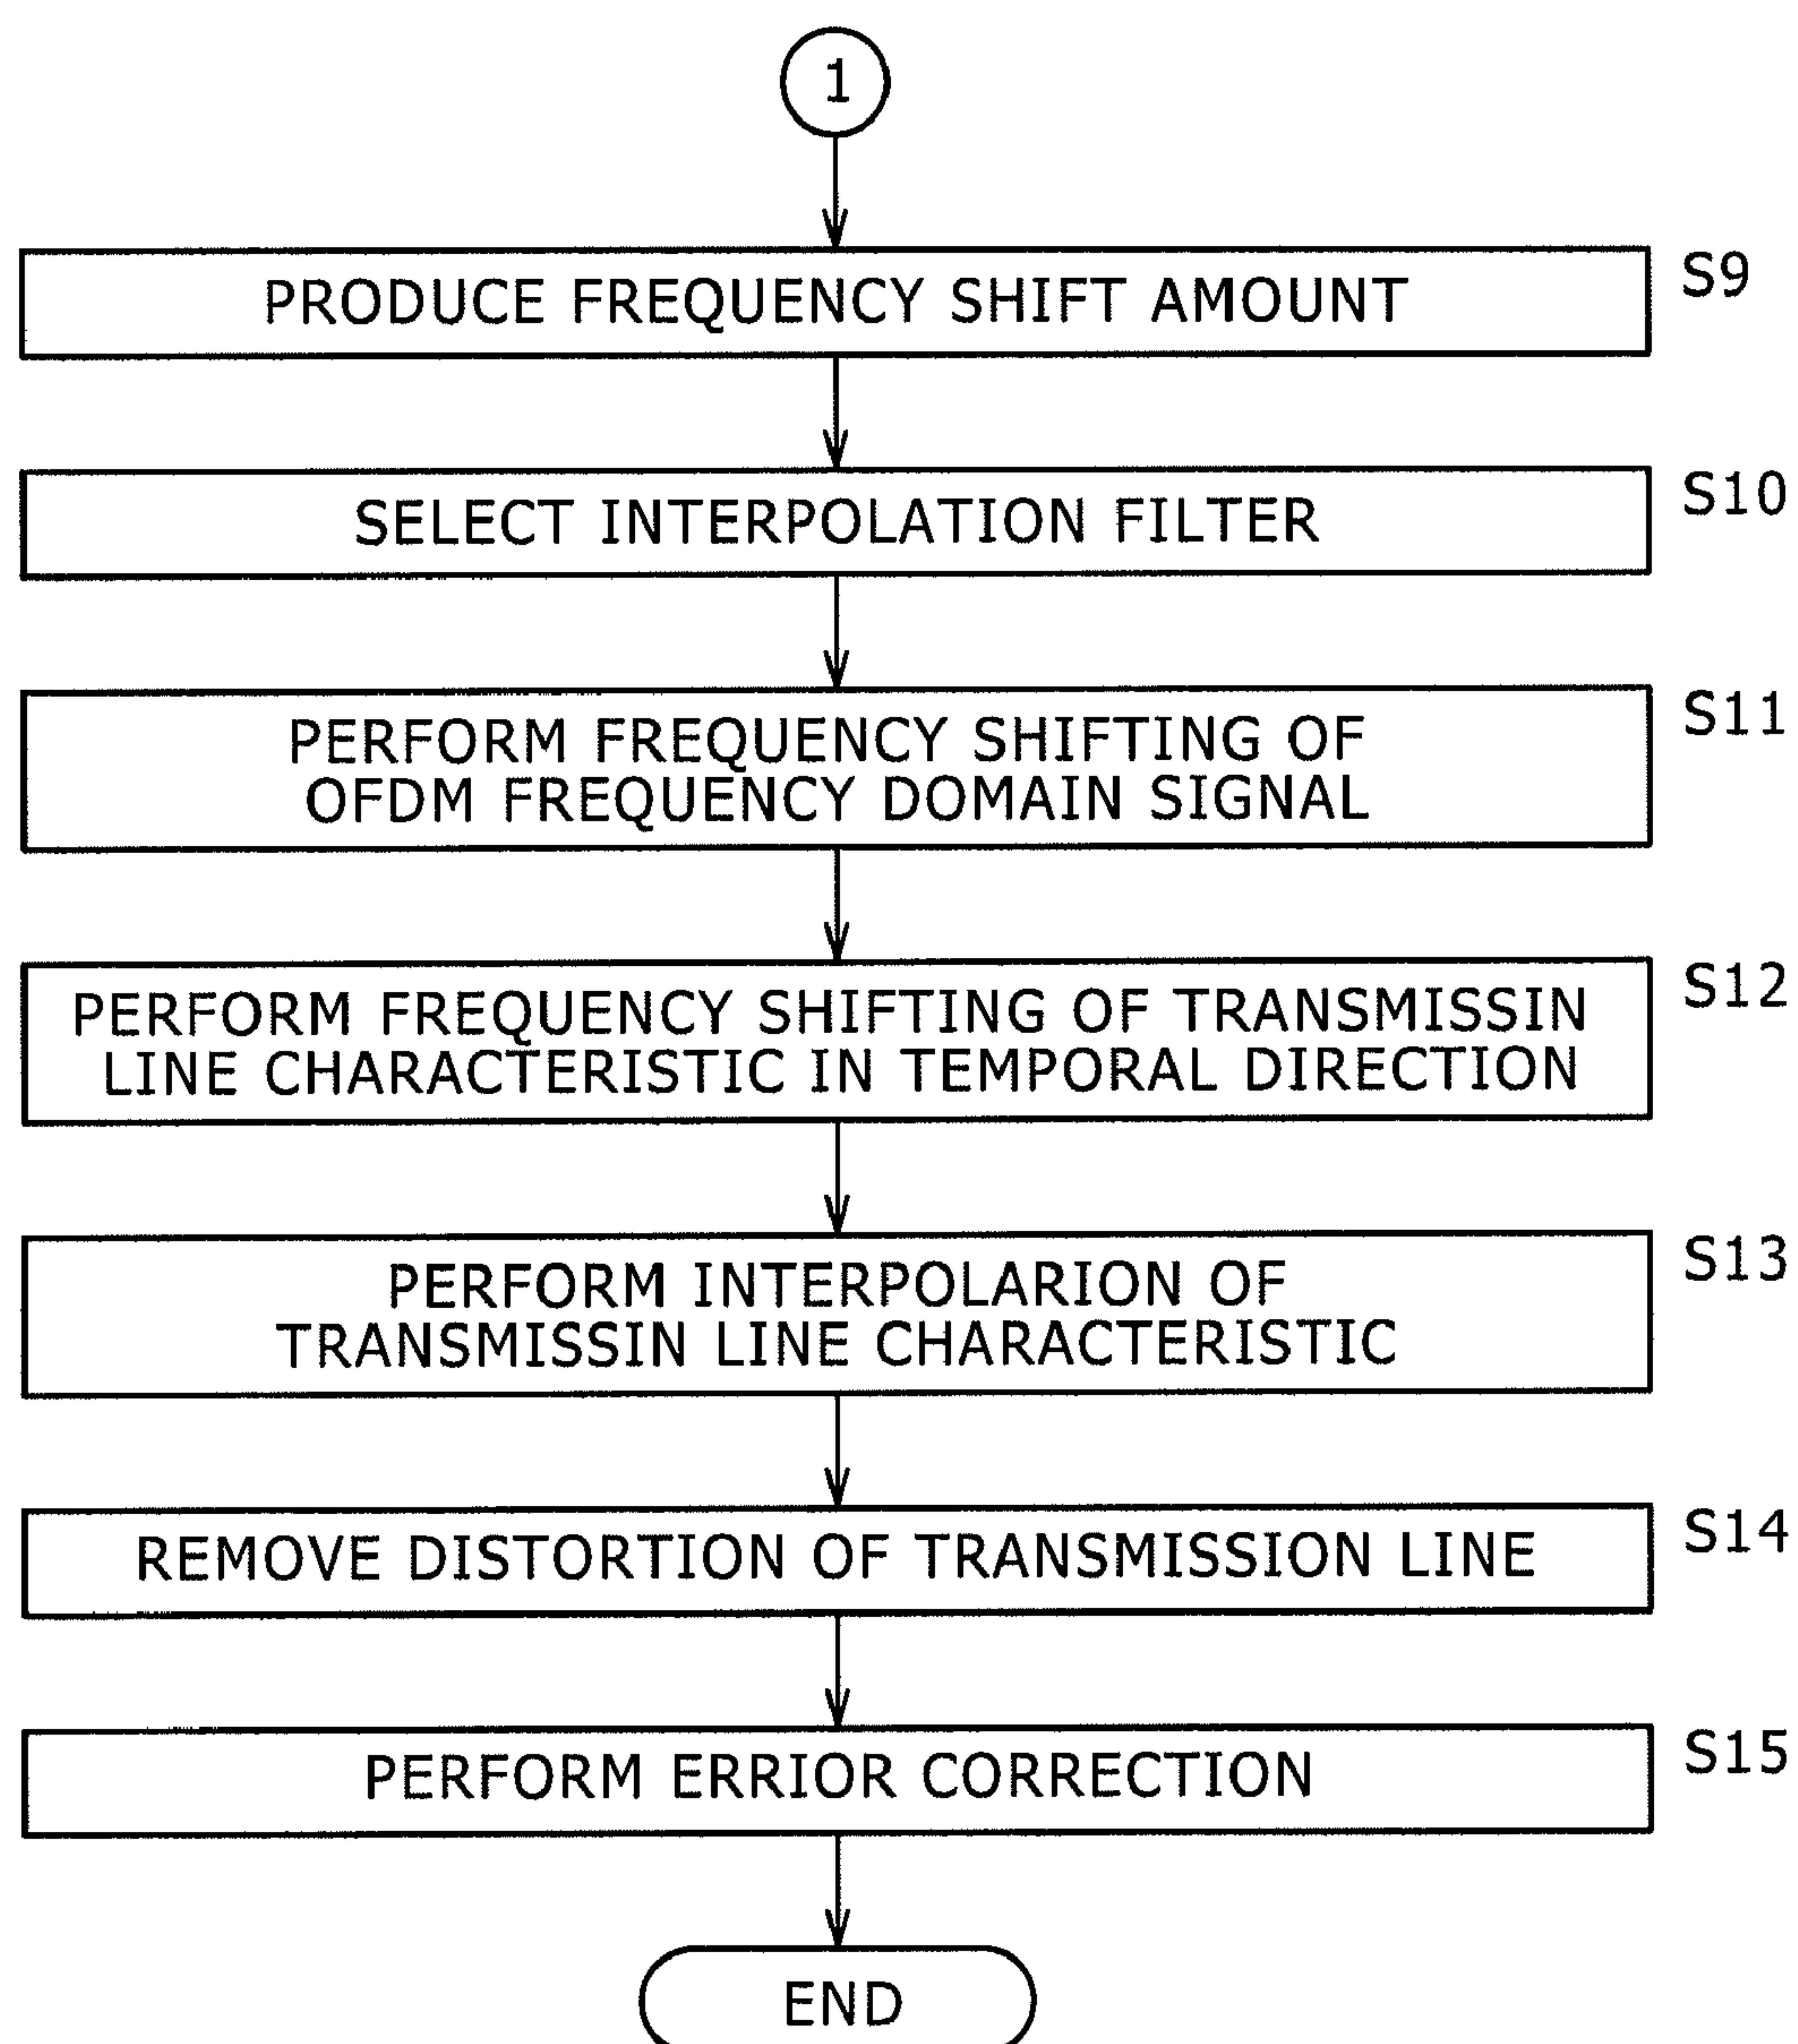 1
PRODUCE FREQUENCY SHIFT AMOUNT
S9
SELECT INTERPOLATION FILTER
S10
PERFORM FREQUENCY SHIFTING OF
OFDM FREQUENCY DOMAIN SIGNAL
S11
PERFORM FREQUENCY SHIFTING OF TRANSMISSIN
LINE CHARACTERISTIC IN TEMPORAL DIRECTION
S12
PERFORM INTERPOLARION OF
TRANSMISSIN LINE CHARACTERISTIC
S13
REMOVE DISTORTION OF TRANSMISSION LINE
S14
PERFORM ERRIOR CORRECTION
S15
END